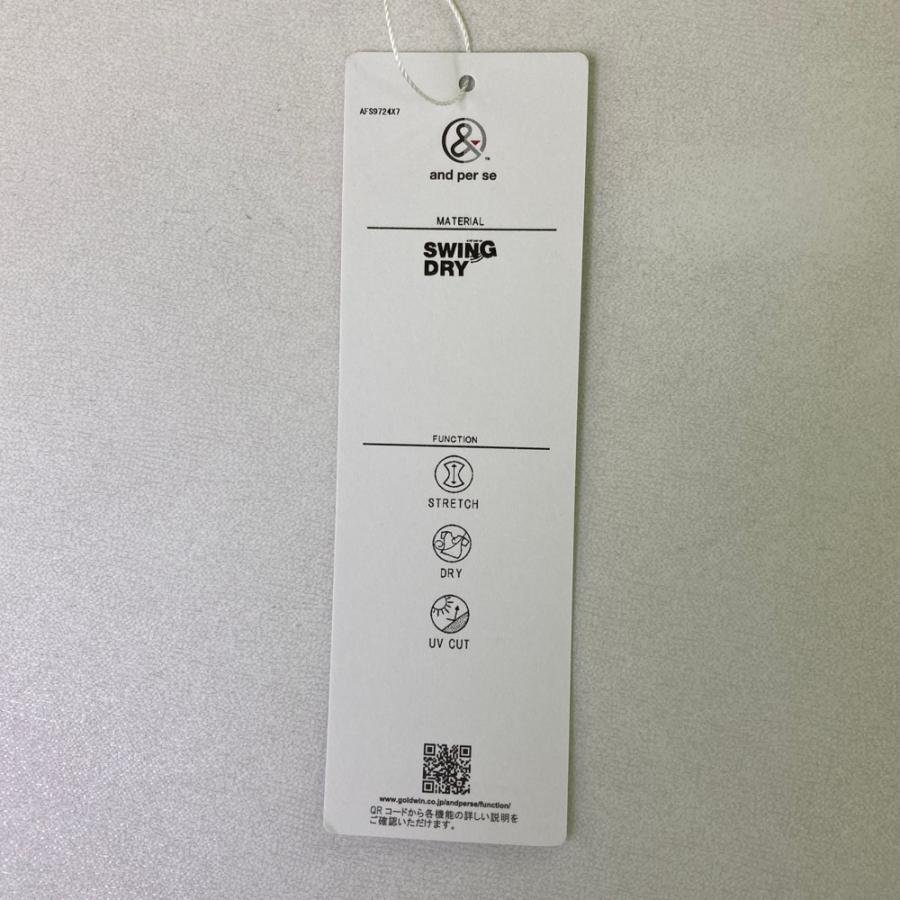 AFS9724X7
&
™
and per se
MATERIAL
SWING
DRY
FUNCTION
STRETCH
DRY
UV CUT
www.goldwin.co.jp/andperse/function/
QRコードから各機能の詳しい説明を
ご確認いただけます。